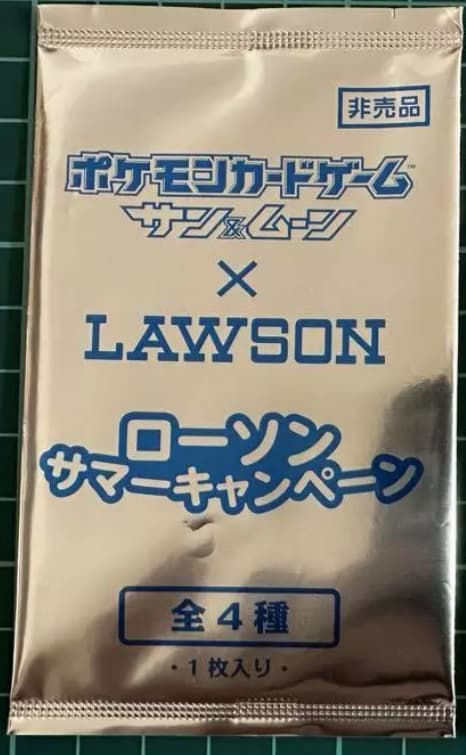 非売品
ポケモンカードゲーム™
サン&ムーン
×
LAWSON
ローソン
サマーキャンペーン
全4種
・1枚入り・